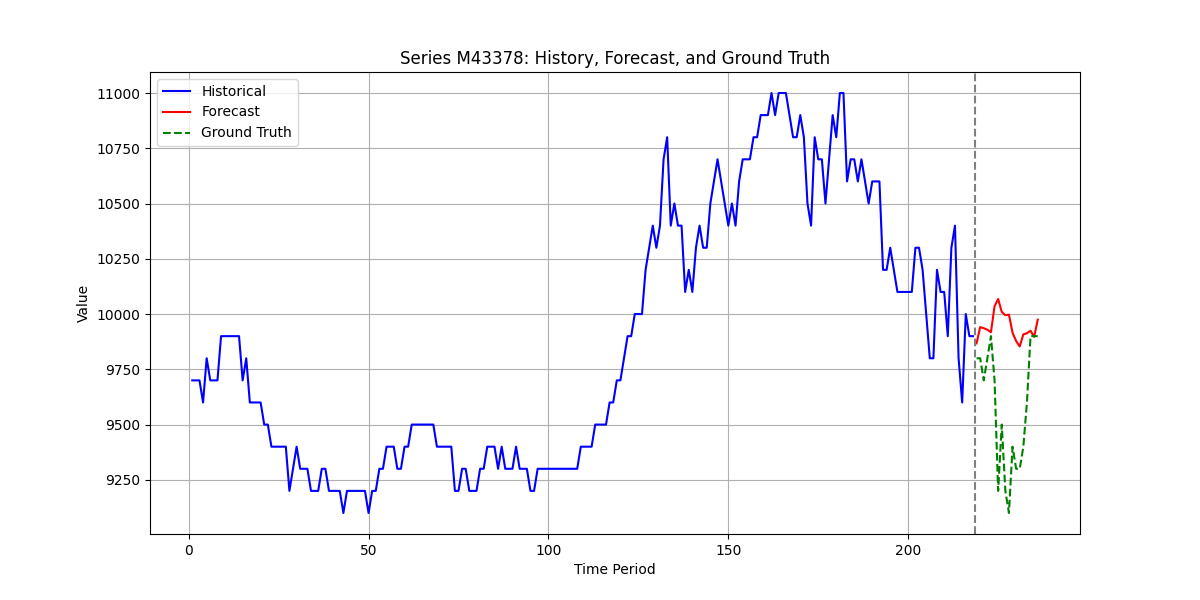 Series M43378: History, Forecast, and Ground Truth
Historical
Forecast
Ground Truth
11000
10750
10500
10250
10000
9750
9500
9250
Value
0 50 100 150 200
Time Period